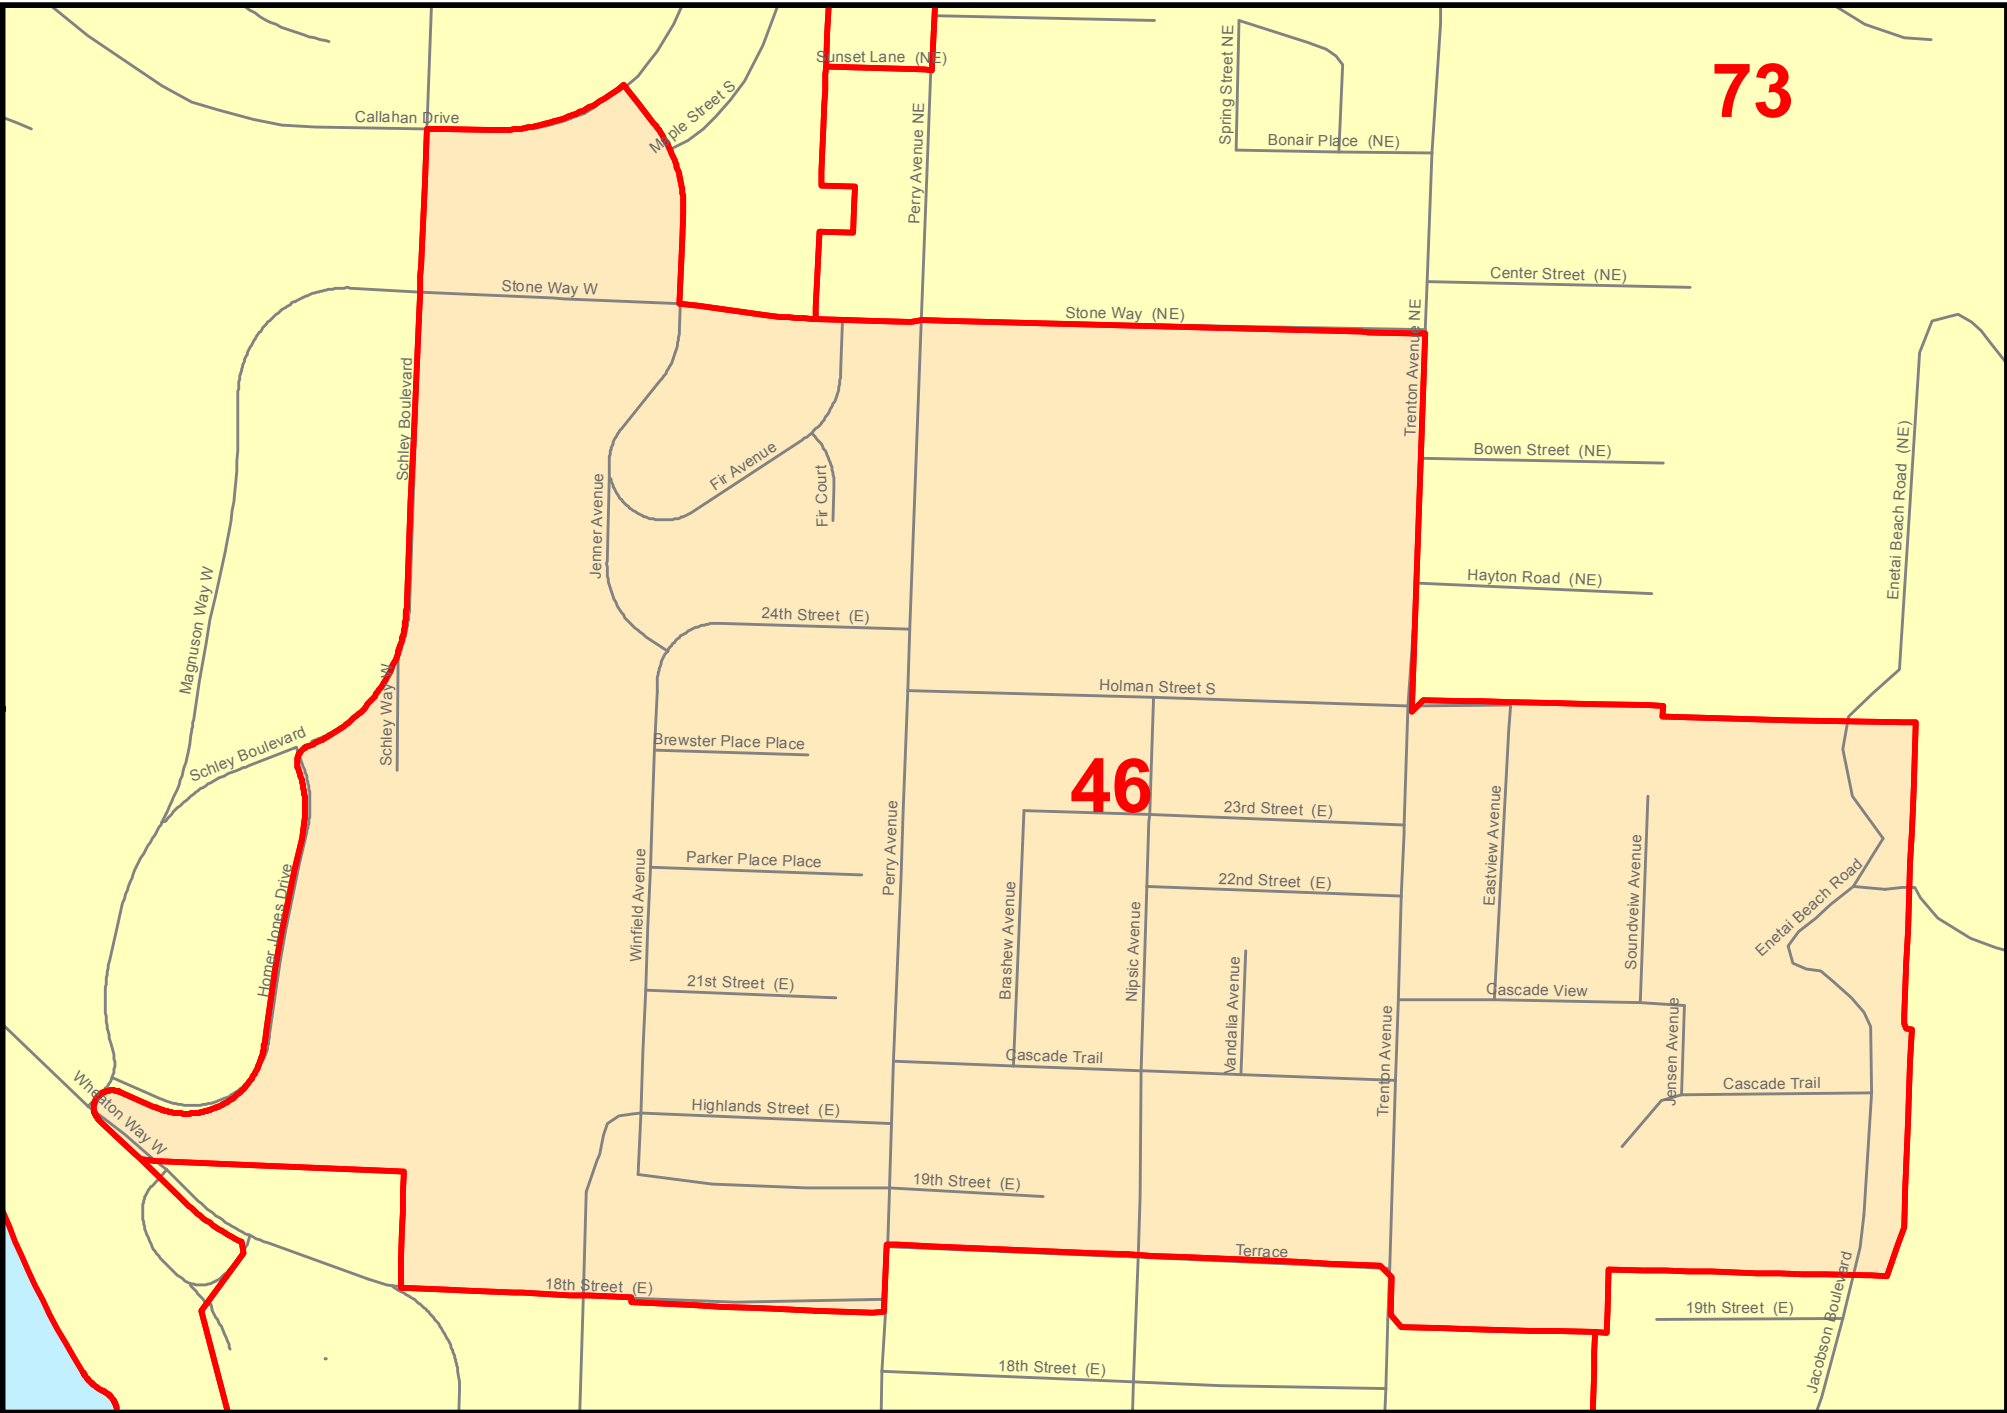 Sunset Lane (NE)
Spring Street NE
73
Callahan Drive
Maple Street S
Perry Avenue NE
Bonair Place (NE)
Center Street (NE)
Stone Way W
Stone Way (NE)
Trenton Avenue NE
Schley Boulevard
Fir Avenue
Fir Court
Bowen Street (NE)
Enetai Beach Road (NE)
Jenner Avenue
Magnuson Way W
Hayton Road (NE)
24th Street (E)
Schley Way W
Holman Street S
Schley Boulevard
Brewster Place Place
46
23rd Street (E)
Eastview Avenue
Soundveiw Avenue
Perry Avenue
Parker Place Place
Winfield Avenue
22nd Street (E)
Enetai Beach Road
Homer Jones Drive
Brashew Avenue
Nipsic Avenue
Vandalia Avenue
21st Street (E)
Cascade View
Jensen Avenue
Trenton Avenue
Cascade Trail
Cascade Trail
Wheaton Way W
Highlands Street (E)
19th Street (E)
Terrace
18th Street (E)
19th Street (E)
Jacobson Boulevard
18th Street (E)